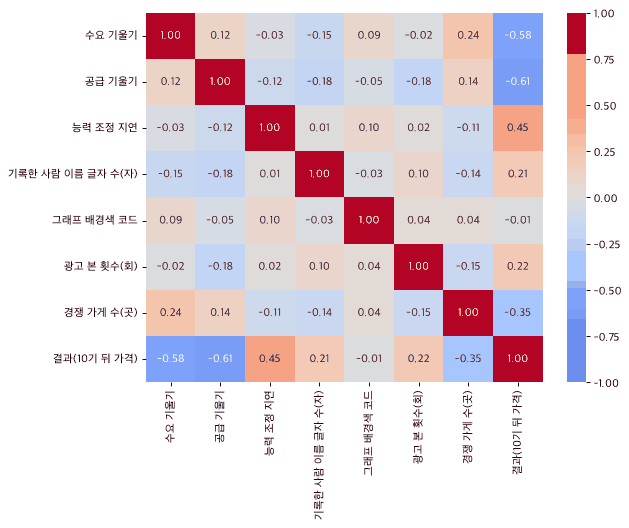 수요 기울기 1.00 0.12 -0.03 -0.15 0.09 -0.02 0.24 -0.58
공급 기울기 0.12 1.00 -0.12 -0.18 -0.05 -0.18 0.14 -0.61
능력 조정 지연 -0.03 -0.12 1.00 0.01 0.10 0.02 -0.11 0.45
기록한 사람 이름 글자 수(자) -0.15 -0.18 0.01 1.00 -0.03 0.10 -0.14 0.21
그래프 배경색 코드 0.09 -0.05 0.10 -0.03 1.00 0.04 0.04 -0.01
광고 본 횟수(회) -0.02 -0.18 0.02 0.10 0.04 1.00 -0.15 0.22
경쟁 가게 수(곳) 0.24 0.14 -0.11 -0.14 0.04 -0.15 1.00 -0.35
결과(10기 뒤 가격) -0.58 -0.61 0.45 0.21 -0.01 0.22 -0.35 1.00
수요 기울기
공급 기울기
능력 조정 지연
기록한 사람 이름 글자 수(자)
그래프 배경색 코드
광고 본 횟수(회)
경쟁 가게 수(곳)
결과(10기 뒤 가격)
1.00
0.75
0.50
0.25
0.00
-0.25
-0.50
-0.75
-1.00